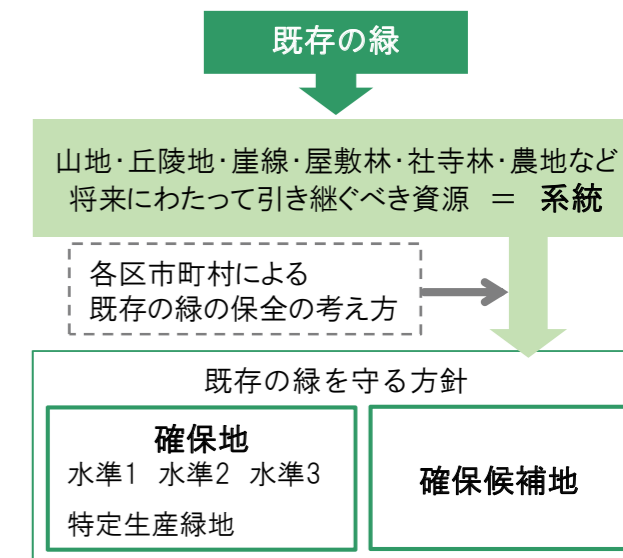 既存の緑
山地・丘陵地・崖線・屋敷林・社寺林・農地など
将来にわたって引き継ぐべき資源 ＝ 系統
各区市町村による
既存の緑の保全の考え方
既存の緑を守る方針
確保地
水準1 水準2 水準3
特定生産緑地
確保候補地